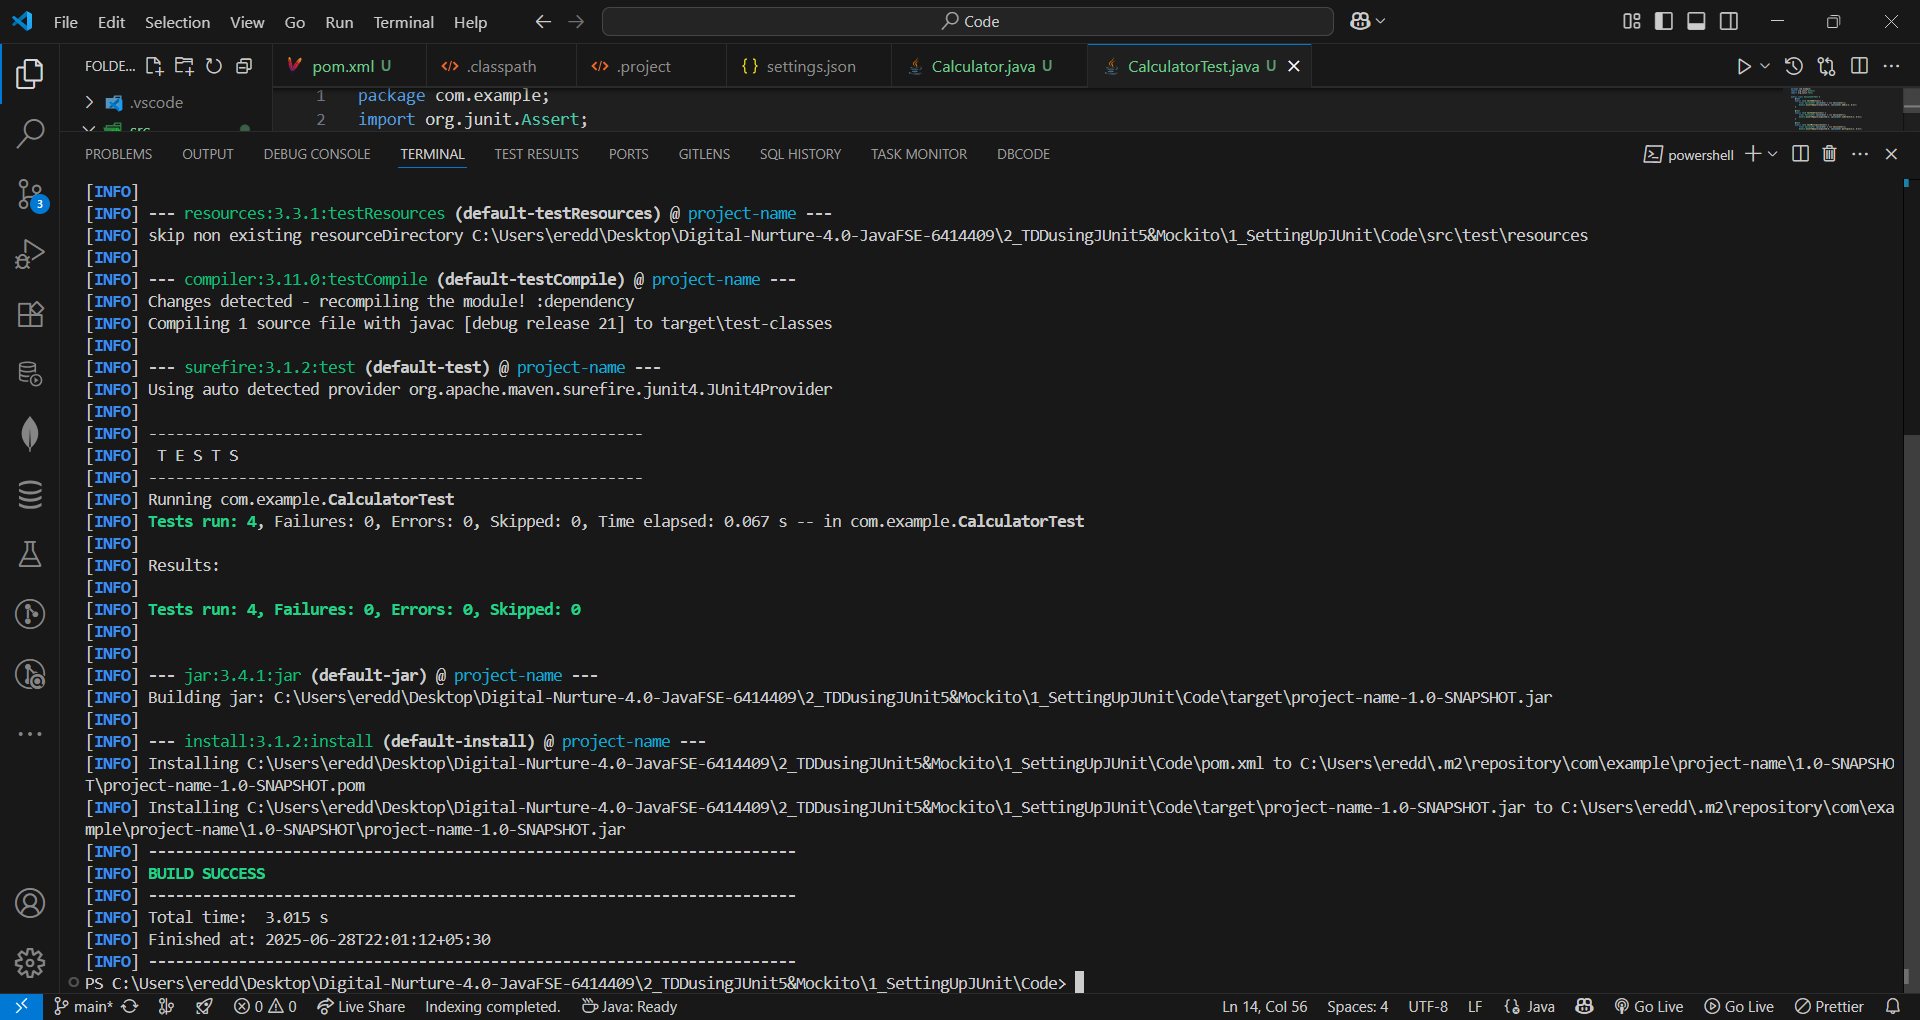 File Edit Selection View Go Run Terminal Help
Code
FOLDE...
pom.xml U
.classpath
.project
settings.json
Calculator.java U
CalculatorTest.java U
.vscode
src
1 package com.example;
2 import org.junit.Assert;
PROBLEMS OUTPUT DEBUG CONSOLE TERMINAL TEST RESULTS PORTS GITLENS SQL HISTORY TASK MONITOR DBCODE
powershell
3
[INFO]
[INFO] --- resources:3.3.1:testResources (default-testResources) @ project-name ---
[INFO] skip non existing resourceDirectory C:\Users\eredd\Desktop\Digital-Nurture-4.0-JavaFSE-6414409\2_TDDusingJUnit5&Mockito\1_SettingUpJUnit\Code\src\test\resources
[INFO]
[INFO] --- compiler:3.11.0:testCompile (default-testCompile) @ project-name ---
[INFO] Changes detected - recompiling the module! :dependency
[INFO] Compiling 1 source file with javac [debug release 21] to target\test-classes
[INFO]
[INFO] --- surefire:3.1.2:test (default-test) @ project-name ---
[INFO] Using auto detected provider org.apache.maven.surefire.junit4.JUnit4Provider
[INFO]
[INFO] -------------------------------------------------------
[INFO]  T E S T S
[INFO] -------------------------------------------------------
[INFO] Running com.example.CalculatorTest
[INFO] Tests run: 4, Failures: 0, Errors: 0, Skipped: 0, Time elapsed: 0.067 s -- in com.example.CalculatorTest
[INFO]
[INFO] Results:
[INFO]
[INFO] Tests run: 4, Failures: 0, Errors: 0, Skipped: 0
[INFO]
[INFO]
[INFO] --- jar:3.4.1:jar (default-jar) @ project-name ---
[INFO] Building jar: C:\Users\eredd\Desktop\Digital-Nurture-4.0-JavaFSE-6414409\2_TDDusingJUnit5&Mockito\1_SettingUpJUnit\Code\target\project-name-1.0-SNAPSHOT.jar
[INFO]
[INFO] --- install:3.1.2:install (default-install) @ project-name ---
[INFO] Installing C:\Users\eredd\Desktop\Digital-Nurture-4.0-JavaFSE-6414409\2_TDDusingJUnit5&Mockito\1_SettingUpJUnit\Code\pom.xml to C:\Users\eredd\.m2\repository\com\example\project-name\1.0-SNAPSHO
T\project-name-1.0-SNAPSHOT.pom
[INFO] Installing C:\Users\eredd\Desktop\Digital-Nurture-4.0-JavaFSE-6414409\2_TDDusingJUnit5&Mockito\1_SettingUpJUnit\Code\target\project-name-1.0-SNAPSHOT.jar to C:\Users\eredd\.m2\repository\com\exa
mple\project-name\1.0-SNAPSHOT\project-name-1.0-SNAPSHOT.jar
[INFO] ------------------------------------------------------------------------
[INFO] BUILD SUCCESS
[INFO] ------------------------------------------------------------------------
[INFO] Total time:  3.015 s
[INFO] Finished at: 2025-06-28T22:01:12+05:30
[INFO] ------------------------------------------------------------------------
PS C:\Users\eredd\Desktop\Digital-Nurture-4.0-JavaFSE-6414409\2_TDDusingJUnit5&Mockito\1_SettingUpJUnit\Code>
main* 0 0 Live Share Indexing completed. Java: Ready Ln 14, Col 56 Spaces: 4 UTF-8 LF {} Java Go Live Go Live Prettier